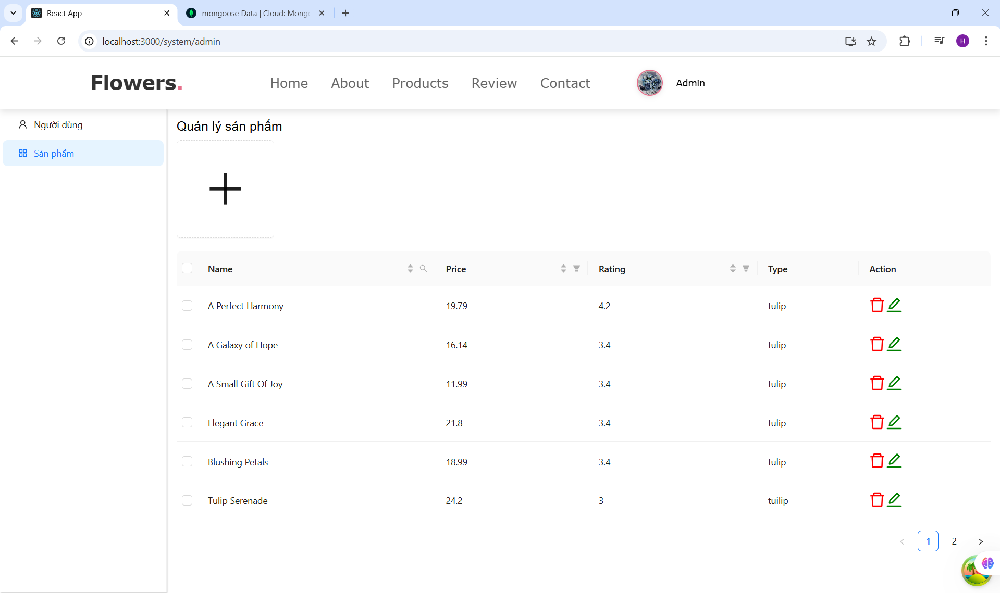 React App
mongoose Data | Cloud: Mong
localhost:3000/system/admin
H
Flowers.
Home About Products Review Contact
Admin
Người dùng
Sản phẩm
Quản lý sản phẩm
Name Price Rating Type Action
A Perfect Harmony 19.79 4.2 tulip
A Galaxy of Hope 16.14 3.4 tulip
A Small Gift Of Joy 11.99 3.4 tulip
Elegant Grace 21.8 3.4 tulip
Blushing Petals 18.99 3.4 tulip
Tulip Serenade 24.2 3 tuilip
1 2